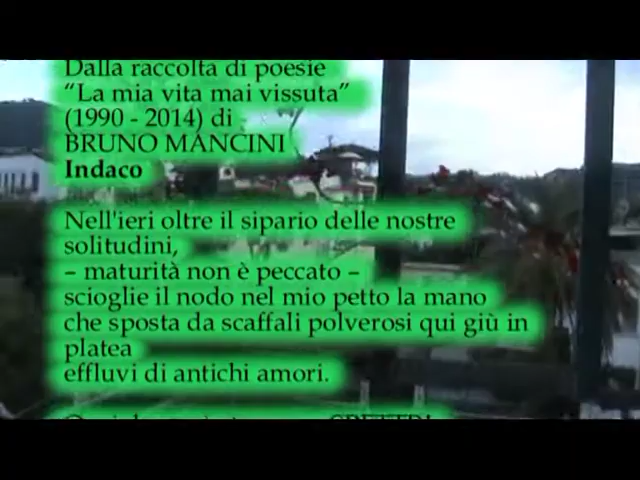 Dalla raccolta di poesie
“La mia vita mai vissuta”
(1990 - 2014) di
BRUNO MANCINI
Indaco
Nell'ieri oltre il sipario delle nostre
solitudini,
– maturità non è peccato –
scioglie il nodo nel mio petto la mano
che sposta da scaffali polverosi qui giù in
platea
effluvi di antichi amori.